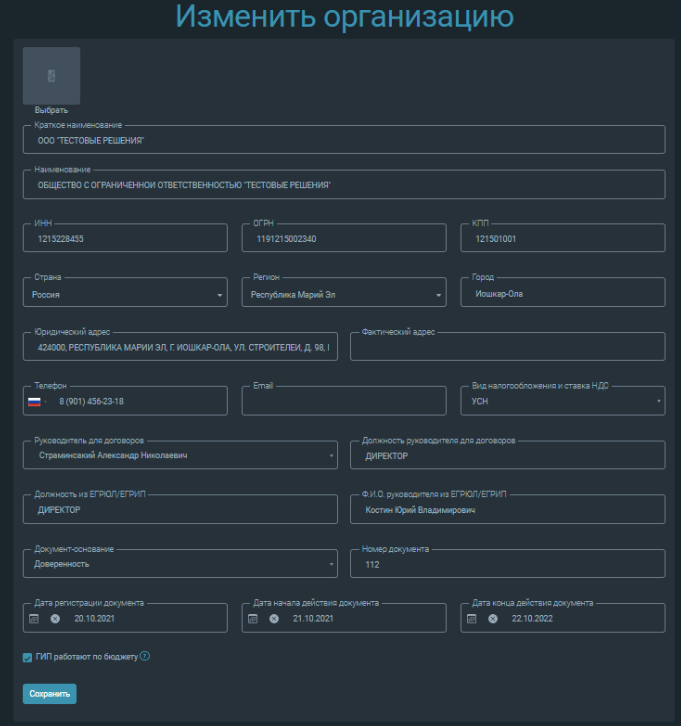 Изменить организацию
Выбрать
Краткое наименование
ООО "ТЕСТОВЫЕ РЕШЕНИЯ"
Наименование
ОБЩЕСТВО С ОГРАНИЧЕННОЙ ОТВЕТСТВЕННОСТЬЮ "ТЕСТОВЫЕ РЕШЕНИЯ"
ИНН ОГРН КПП
1215228455 1191215002340 121501001
Страна Регион Город
Россия Республика Марий Эл Йошкар-Ола
Юридический адрес Фактический адрес
424000, РЕСПУБЛИКА МАРИЙ ЭЛ, Г. ЙОШКАР-ОЛА, УЛ. СТРОИТЕЛЕЙ, Д. 98,
Телефон Email Вид налогообложения и ставка НДС
8 (901) 456-23-18 УСН
Руководитель для договоров Должность руководителя для договоров
Страминсакий Александр Николаевич ДИРЕКТОР
Должность из ЕГРЮЛ/ЕГРИП Ф.И.О. руководителя из ЕГРЮЛ/ЕГРИП
ДИРЕКТОР Костин Юрий Владимирович
Документ-основание Номер документа
Доверенность 112
Дата регистрации документа Дата начала действия документа Дата конца действия документа
20.10.2021 21.10.2021 22.10.2022
ГИП работают по бюджету ?
Сохранить